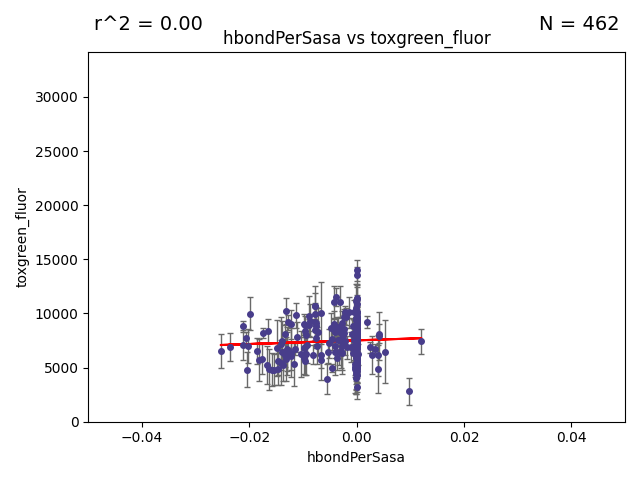 r^2 = 0.00
N = 462
hbondPerSasa vs toxgreen_fluor
toxgreen_fluor
30000
25000
20000
15000
10000
5000
0
−0.04
−0.02
0.00
0.02
0.04
hbondPerSasa